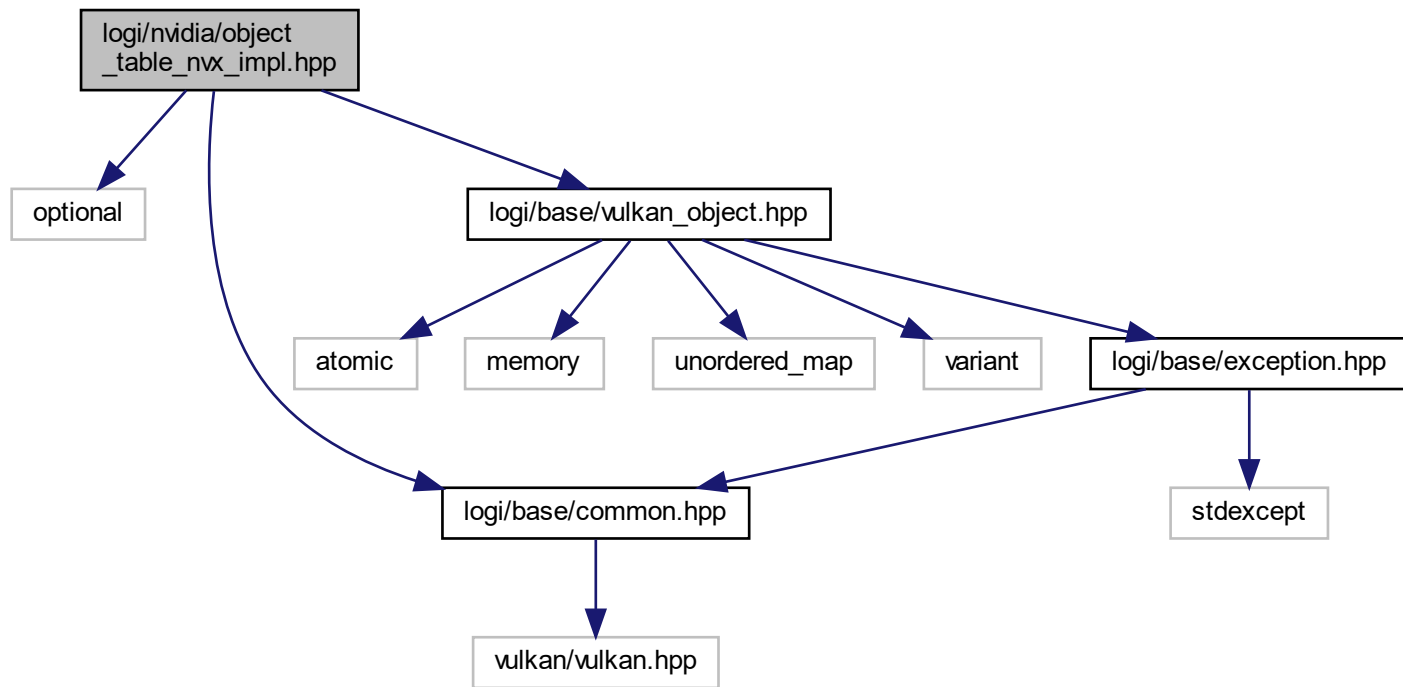 logi/nvidia/object
_table_nvx_impl.hpp
optional
logi/base/vulkan_object.hpp
atomic
memory
unordered_map
variant
logi/base/exception.hpp
logi/base/common.hpp
stdexcept
vulkan/vulkan.hpp